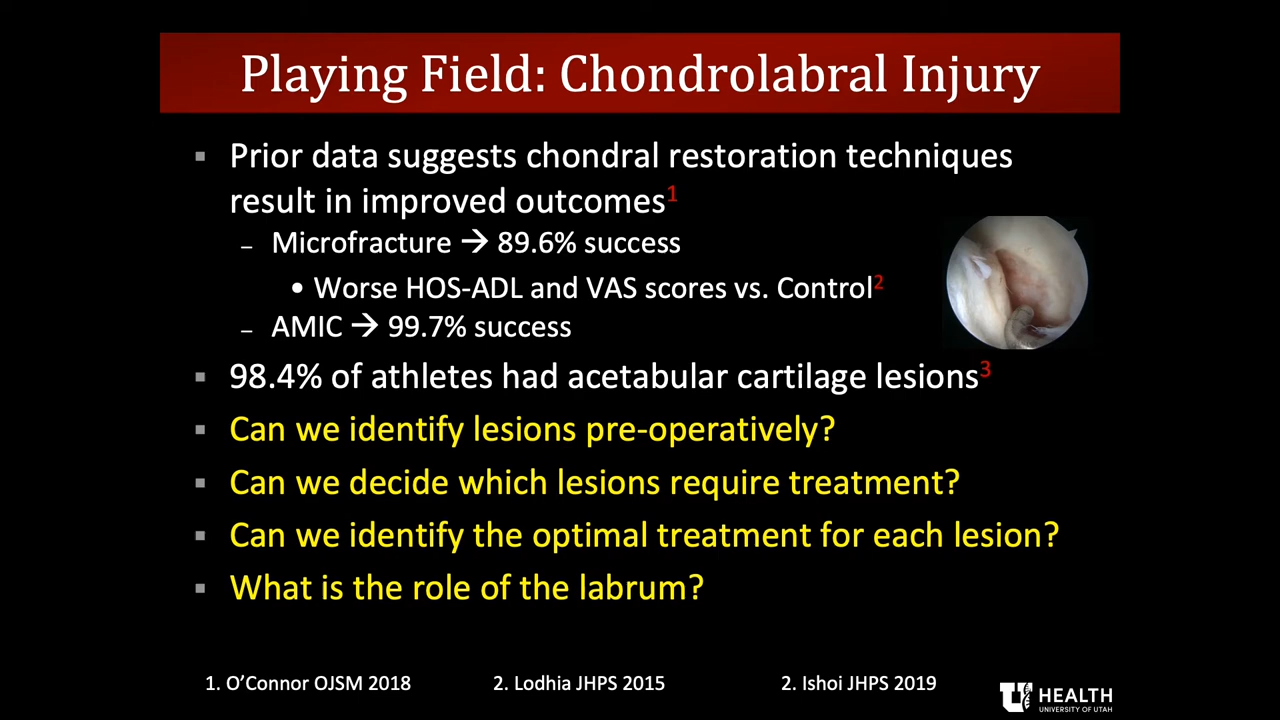 Playing Field: Chondrolabral Injury
▪ Prior data suggests chondral restoration techniques
result in improved outcomes1
– Microfracture → 89.6% success
• Worse HOS-ADL and VAS scores vs. Control2
– AMIC → 99.7% success
▪ 98.4% of athletes had acetabular cartilage lesions3
▪ Can we identify lesions pre-operatively?
▪ Can we decide which lesions require treatment?
▪ Can we identify the optimal treatment for each lesion?
▪ What is the role of the labrum?
1. O’Connor OJSM 2018 2. Lodhia JHPS 2015 2. Ishoi JHPS 2019
U HEALTH
UNIVERSITY OF UTAH